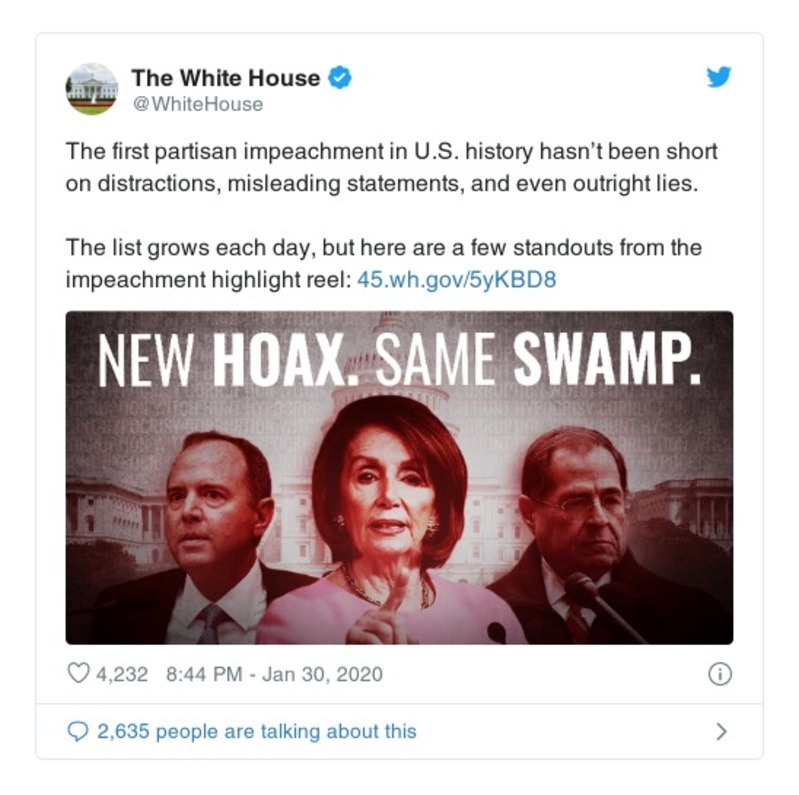 The White House
@WhiteHouse
The first partisan impeachment in U.S. history hasn’t been short
on distractions, misleading statements, and even outright lies.
The list grows each day, but here are a few standouts from the
impeachment highlight reel: 45.wh.gov/5yKBD8
NEW HOAX. SAME SWAMP.
4,232 8:44 PM - Jan 30, 2020
2,635 people are talking about this